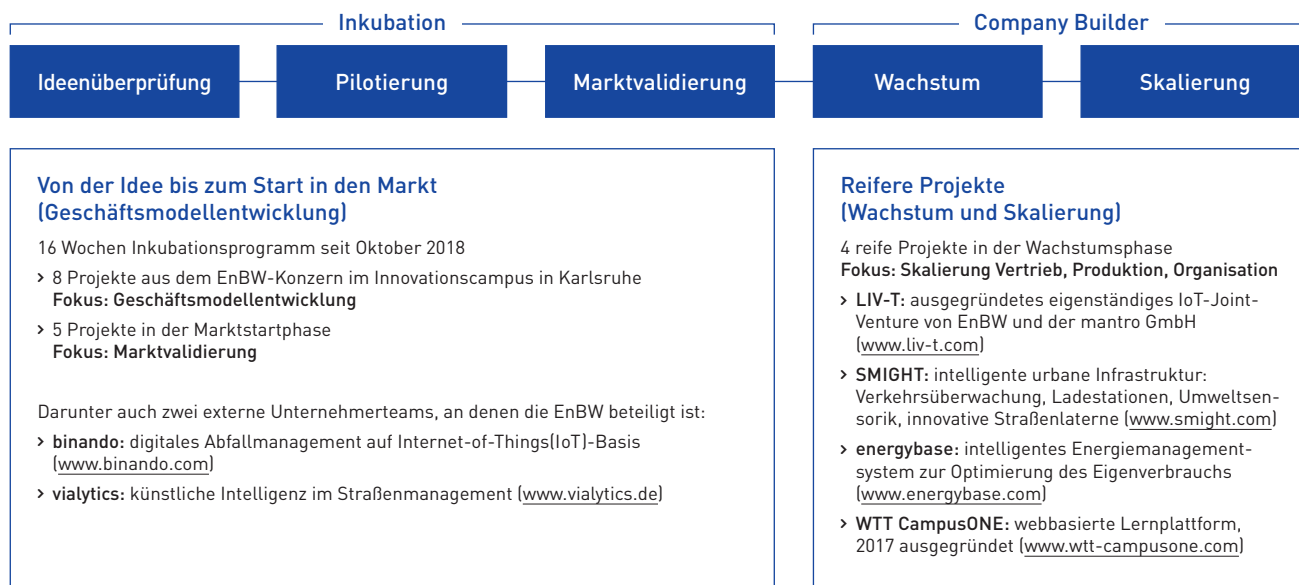 Inkubation
Company Builder
Ideenüberprüfung
Pilotierung
Marktvalidierung
Wachstum
Skalierung
Von der Idee bis zum Start in den Markt
(Geschäftsmodellentwicklung)
16 Wochen Inkubationsprogramm seit Oktober 2018
› 8 Projekte aus dem EnBW-Konzern im Innovationscampus in Karlsruhe
Fokus: Geschäftsmodellentwicklung
› 5 Projekte in der Marktstartphase
Fokus: Marktvalidierung
Darunter auch zwei externe Unternehmerteams, an denen die EnBW beteiligt ist:
› binando: digitales Abfallmanagement auf Internet-of-Things(IoT)-Basis
(www.binando.com)
› vialytics: künstliche Intelligenz im Straßenmanagement (www.vialytics.de)
Reifere Projekte
(Wachstum und Skalierung)
4 reife Projekte in der Wachstumsphase
Fokus: Skalierung Vertrieb, Produktion, Organisation
› LIV-T: ausgegründetes eigenständiges IoT-Joint-
Venture von EnBW und der mantro GmbH
(www.liv-t.com)
› SMIGHT: intelligente urbane Infrastruktur:
Verkehrsüberwachung, Ladestationen, Umweltsen-
sorik, innovative Straßenlaterne (www.smight.com)
› energybase: intelligentes Energiemanagement-
system zur Optimierung des Eigenverbrauchs
(www.energybase.com)
› WTT CampusONE: webbasierte Lernplattform,
2017 ausgegründet (www.wtt-campusone.com)